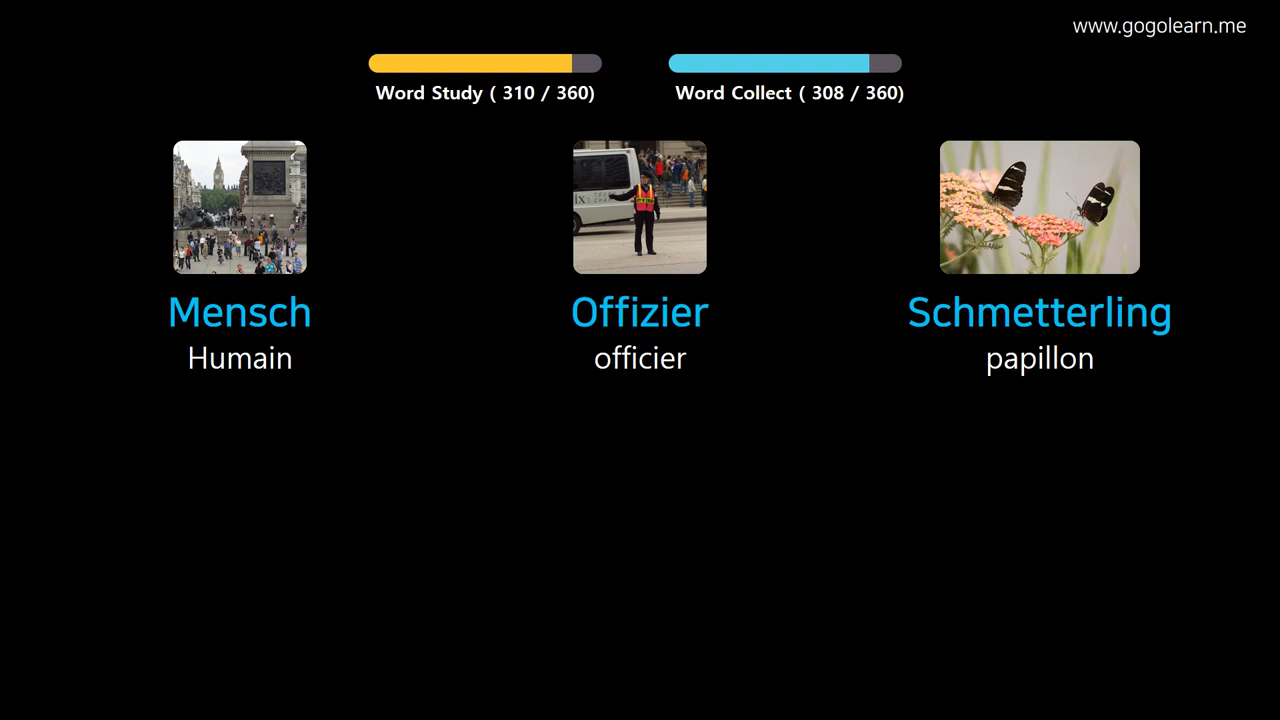 www.gogolearn.me
Word Study ( 310 / 360)
Word Collect ( 308 / 360)
Mensch
Humain
Offizier
officier
Schmetterling
papillon